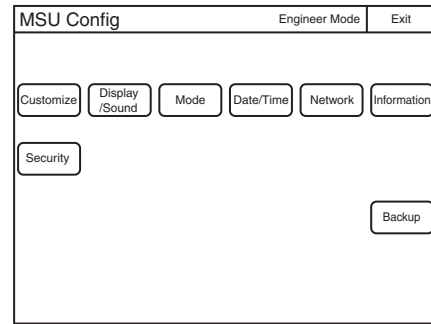 MSU Config Engineer Mode Exit
Customize Display /Sound Mode Date/Time Network Information
Security
Backup